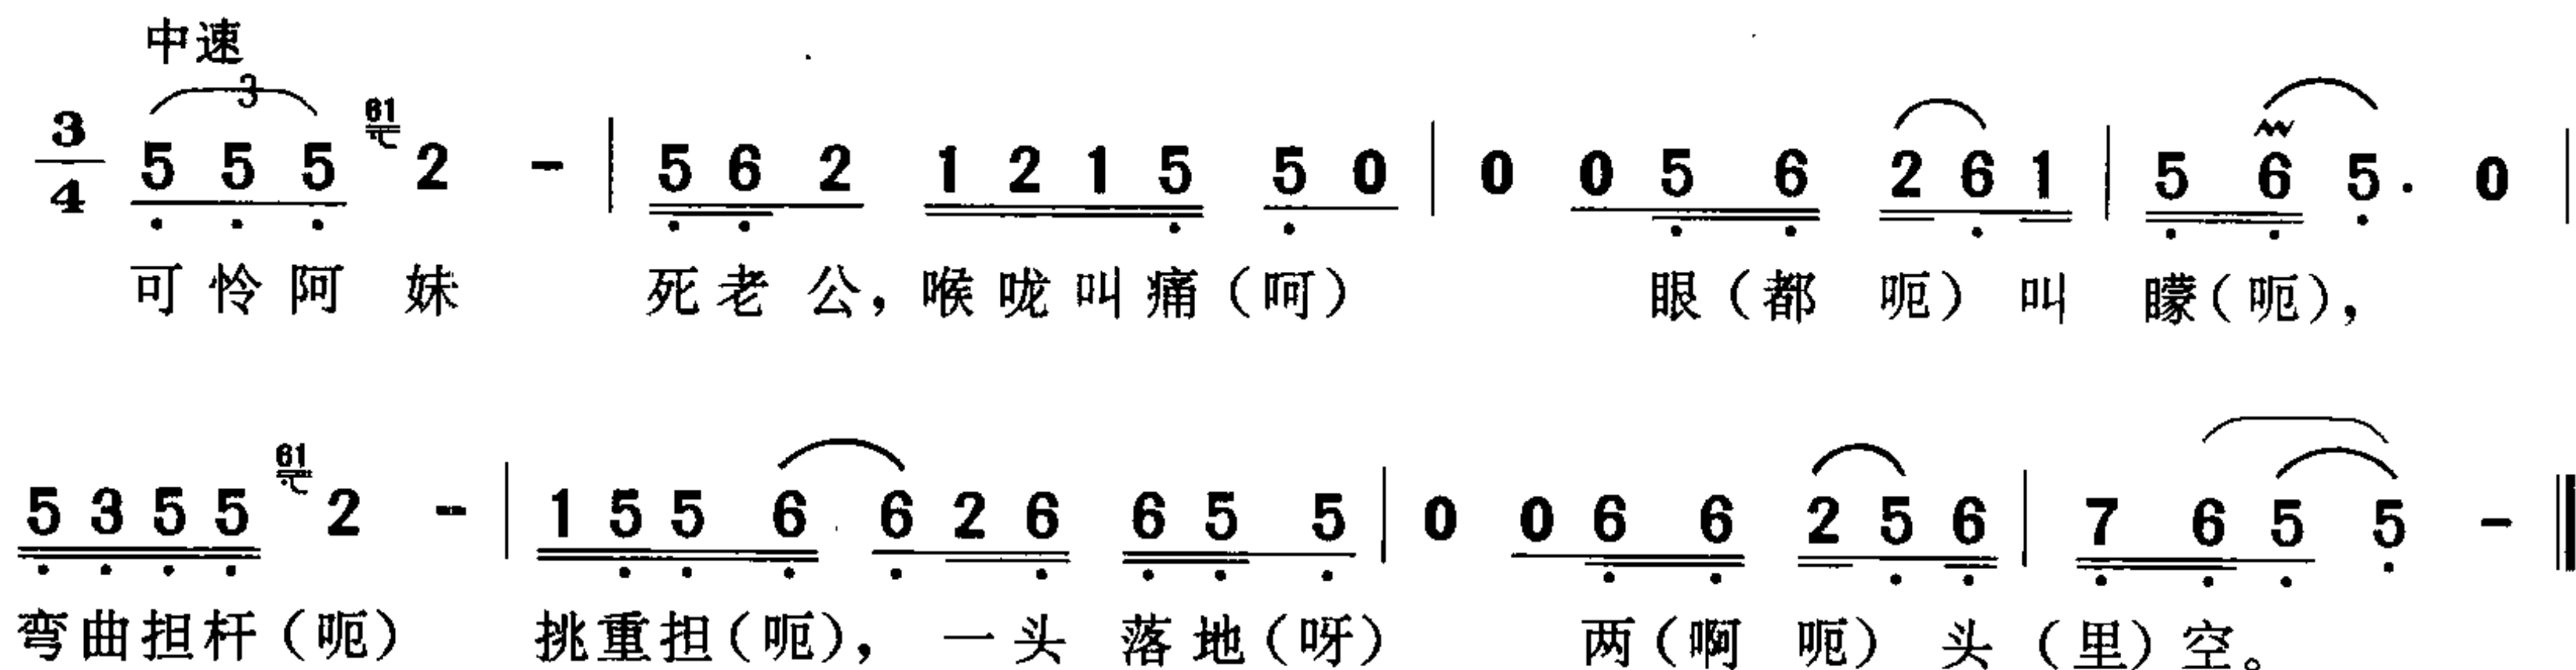 中速
3
3/4 5 5 5 61 2 - | 5 6 2 1 2 1 5 5 0 | 0 0 5 6 2 6 1 | 5 6 5 · 0 |
可怜阿妹 死老公，喉咙叫痛（呵） 眼（都 呃）叫 矇（呃），
5 3 5 5 61 2 - | 1 5 5 6 6 2 6 6 5 5 | 0 0 6 6 2 5 6 | 7 6 5 5 - ‖
弯曲担杆（呃） 挑重担（呃），一头 落地（呀） 两（啊 呃）头（里）空。